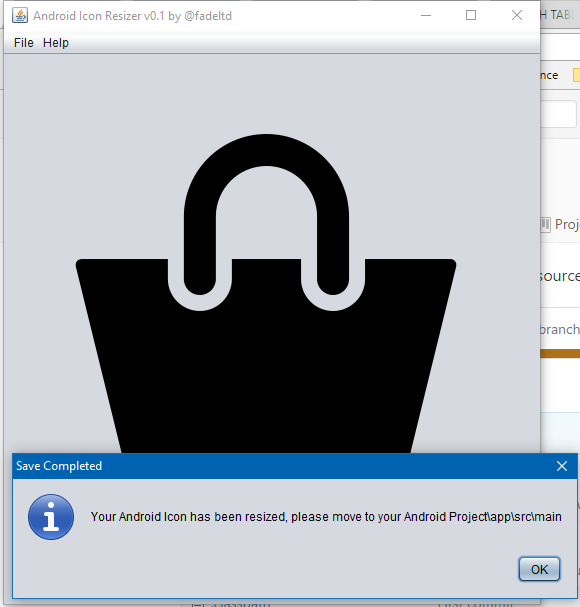 Android Icon Resizer v0.1 by @fadeltd
File Help
nce
Proj
source
branch
Save Completed
Your Android Icon has been resized, please move to your Android Project\app\src\main
OK